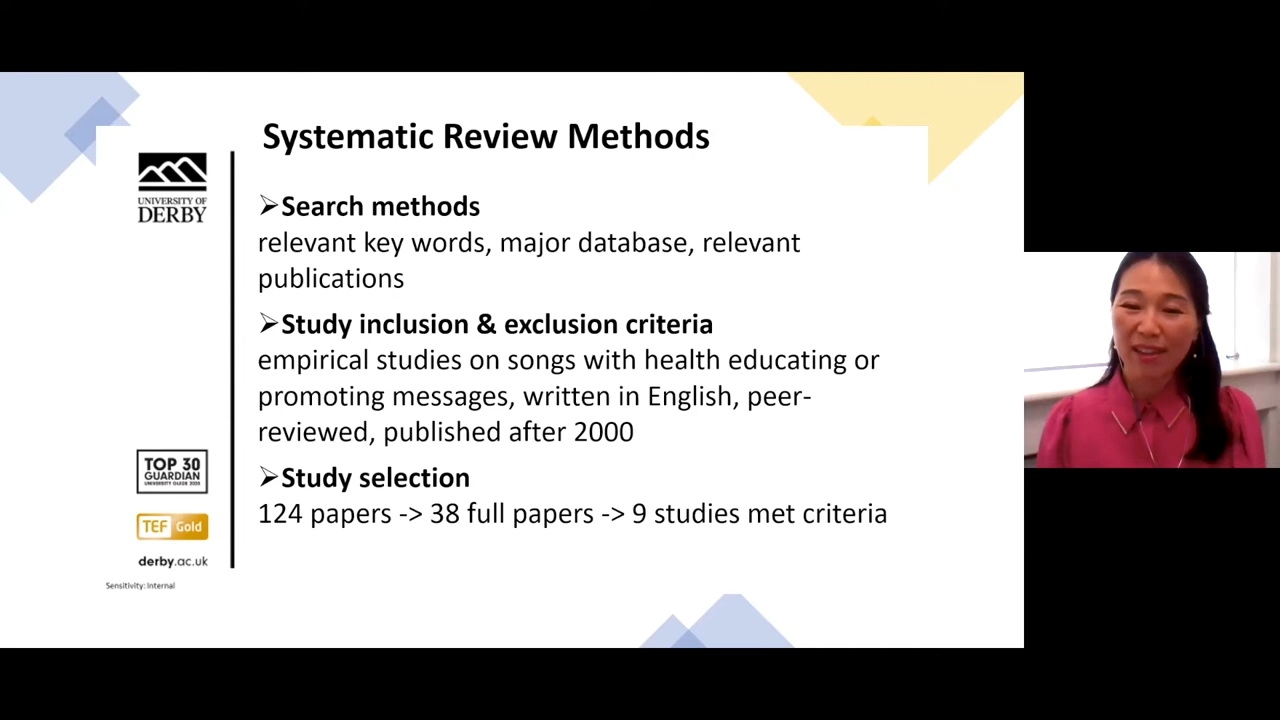 Systematic Review Methods
➢Search methods
relevant key words, major database, relevant
publications
➢Study inclusion & exclusion criteria
empirical studies on songs with health educating or
promoting messages, written in English, peer-
reviewed, published after 2000
➢Study selection
124 papers -> 38 full papers -> 9 studies met criteria
UNIVERSITY OF
DERBY
TOP 30
GUARDIAN
TEF Gold
derby.ac.uk
Sensitivity: Internal